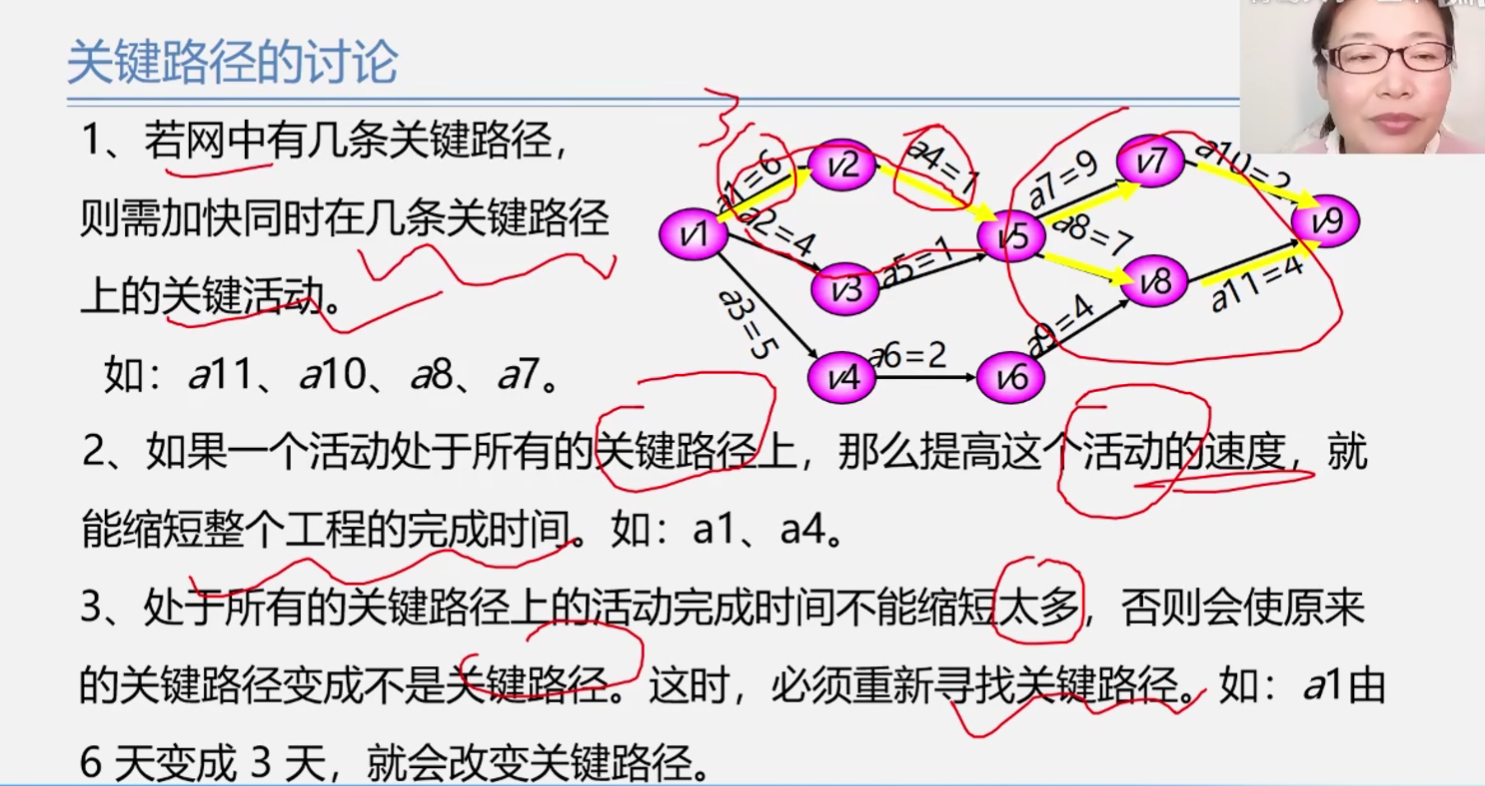 关键路径的讨论
1、若网中有几条关键路径，
则需加快同时在几条关键路径
上的关键活动。
如：a11、a10、a8、a7。
v1
v2
v3
v4
v5
v6
v7
v8
v9
a1=6
a2=4
a3=5
a4=1
a5=1
a6=2
a7=9
a8=7
a9=4
a10=2
a11=4
3
2、如果一个活动处于所有的关键路径上，那么提高这个活动的速度，就
能缩短整个工程的完成时间。如：a1、a4。
3、处于所有的关键路径上的活动完成时间不能缩短太多，否则会使原来
的关键路径变成不是关键路径。这时，必须重新寻找关键路径。如：a1由
6 天变成 3 天，就会改变关键路径。